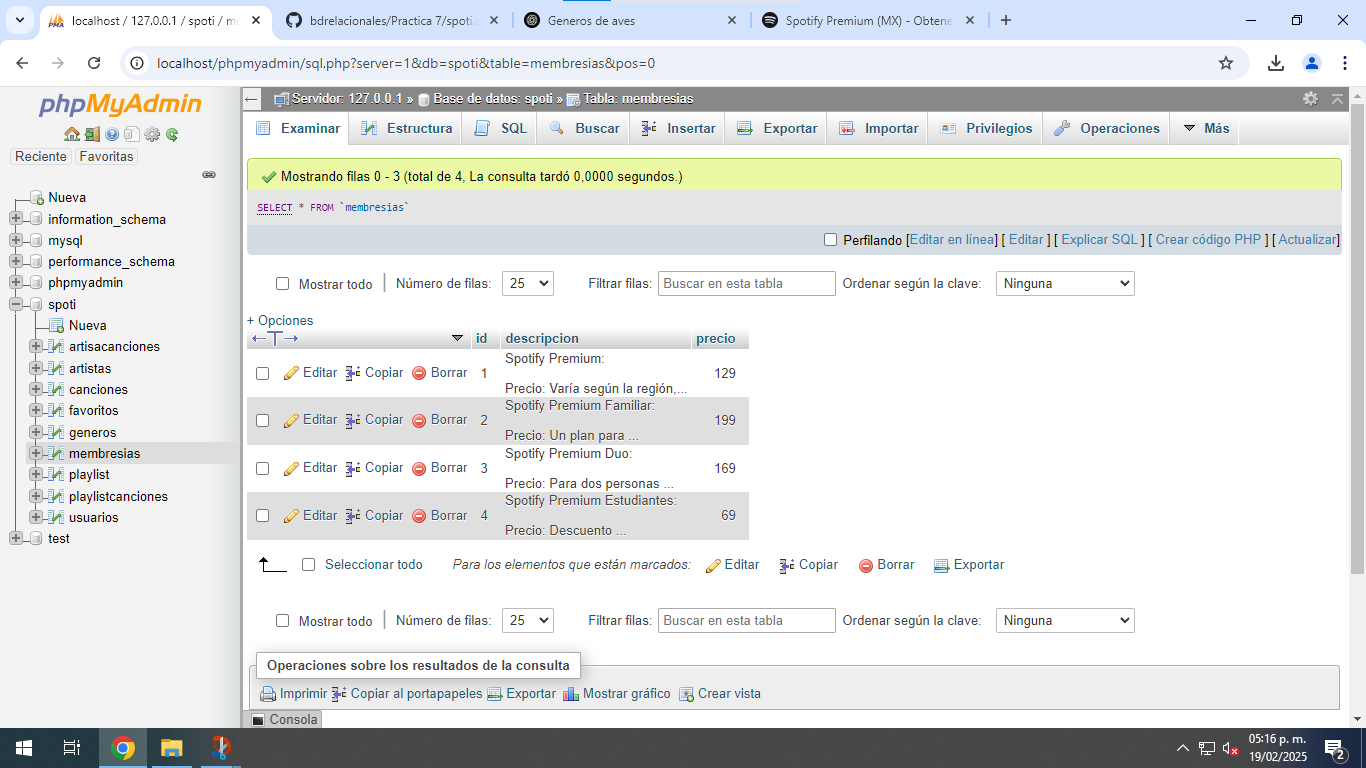 localhost / 127.0.0.1 / spoti / me
bdrelacionales/Practica 7/spoti.
Generos de aves
Spotify Premium (MX) - Obtene
localhost/phpmyadmin/sql.php?server=1&db=spoti&table=membresias&pos=0
phpMyAdmin
Reciente Favoritas
Nueva
information_schema
mysql
performance_schema
phpmyadmin
spoti
Nueva
artisacanciones
artistas
canciones
favoritos
generos
membresias
playlist
playlistcanciones
usuarios
test
Servidor: 127.0.0.1 » Base de datos: spoti » Tabla: membresias
Examinar Estructura SQL Buscar Insertar Exportar Importar Privilegios Operaciones Más
Mostrando filas 0 - 3 (total de 4, La consulta tardó 0,0000 segundos.)
SELECT * FROM `membresias`
Perfilando [Editar en línea] [ Editar ] [ Explicar SQL ] [ Crear código PHP ] [ Actualizar]
Mostrar todo | Número de filas: 25 Filtrar filas: Buscar en esta tabla Ordenar según la clave: Ninguna
+ Opciones
←T→ id descripcion precio
Editar Copiar Borrar 1 Spotify Premium: 129
Precio: Varía según la región,...
Editar Copiar Borrar 2 Spotify Premium Familiar: 199
Precio: Un plan para ...
Editar Copiar Borrar 3 Spotify Premium Duo: 169
Precio: Para dos personas ...
Editar Copiar Borrar 4 Spotify Premium Estudiantes: 69
Precio: Descuento ...
Seleccionar todo Para los elementos que están marcados: Editar Copiar Borrar Exportar
Mostrar todo | Número de filas: 25 Filtrar filas: Buscar en esta tabla Ordenar según la clave: Ninguna
Operaciones sobre los resultados de la consulta
Imprimir Copiar al portapapeles Exportar Mostrar gráfico Crear vista
Consola
05:16 p. m.
19/02/2025
2